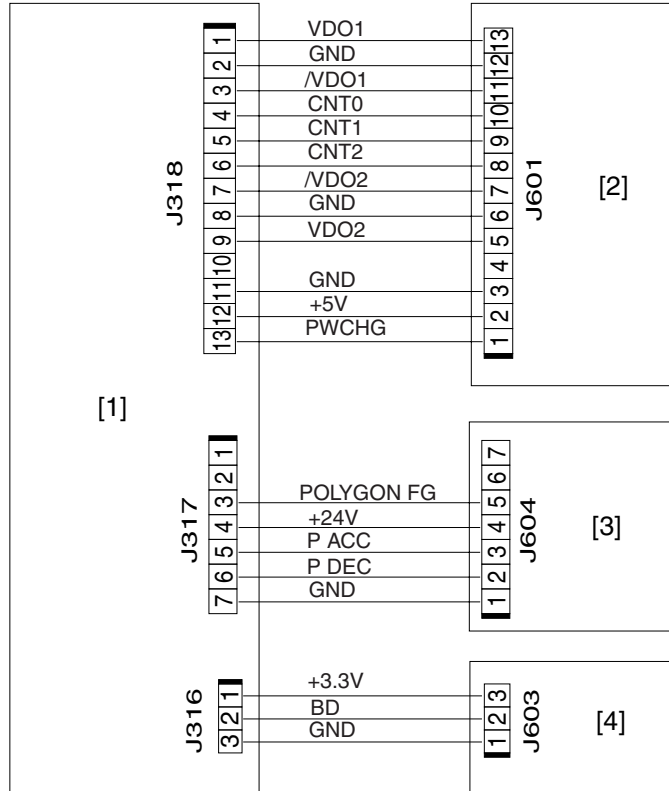 1 VDO1 13
2 GND 12
3 /VDO1 11
4 CNT0 10
5 CNT1 9
6 CNT2 8
7 /VDO2 7
8 GND 6
9 VDO2 5
10 4
11 GND 3
12 +5V 2
13 PWCHG 1
J318
J601
[2]
[1]
1 7
2 6
3 POLYGON FG 5
4 +24V 4
5 P ACC 3
6 P DEC 2
7 GND 1
J317
J604
[3]
1 +3.3V 3
2 BD 2
3 GND 1
J316
J603
[4]